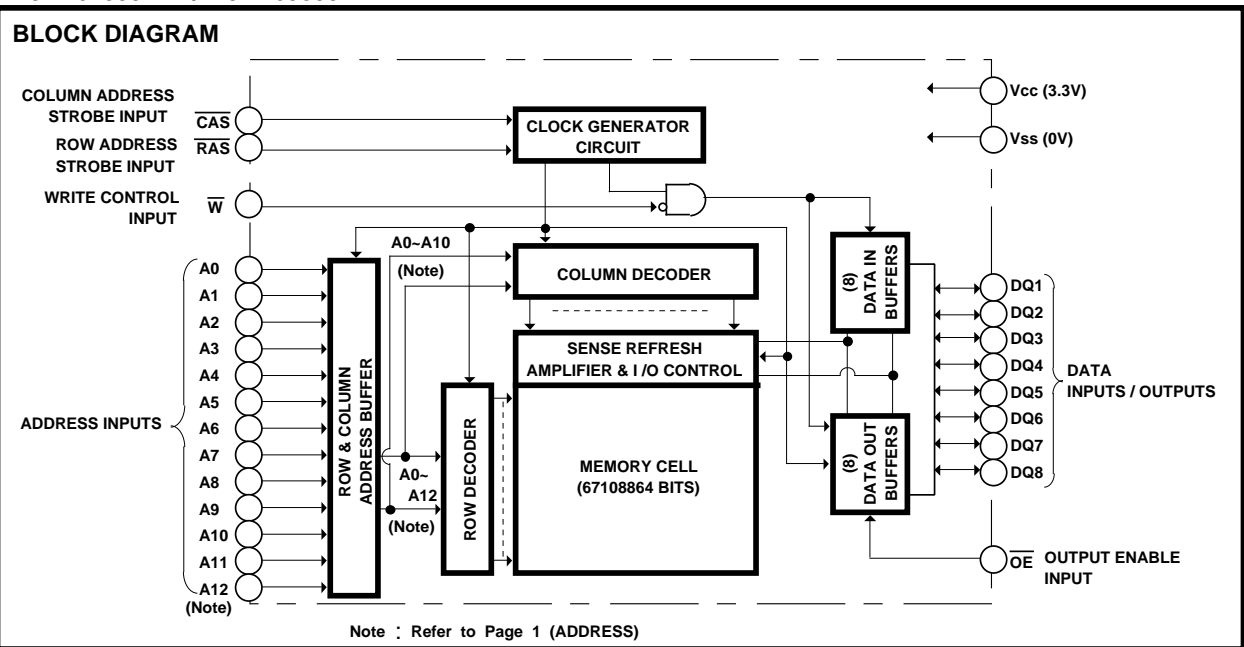 BLOCK DIAGRAM
COLUMN ADDRESS
STROBE INPUT
CAS
ROW ADDRESS
STROBE INPUT
RAS
WRITE CONTROL
INPUT
W
CLOCK GENERATOR
CIRCUIT
Vcc (3.3V)
Vss (0V)
A0~A10
(Note)
COLUMN DECODER
SENSE REFRESH
AMPLIFIER & I /O CONTROL
MEMORY CELL
(67108864 BITS)
ROW & COLUMN
ADDRESS BUFFER
A0~
A12
(Note)
ROW DECODER
(8)
DATA IN
BUFFERS
(8)
DATA OUT
BUFFERS
ADDRESS INPUTS
A0
A1
A2
A3
A4
A5
A6
A7
A8
A9
A10
A11
A12
(Note)
DQ1
DQ2
DQ3
DQ4
DQ5
DQ6
DQ7
DQ8
DATA
INPUTS / OUTPUTS
OE
OUTPUT ENABLE
INPUT
Note : Refer to Page 1 (ADDRESS)